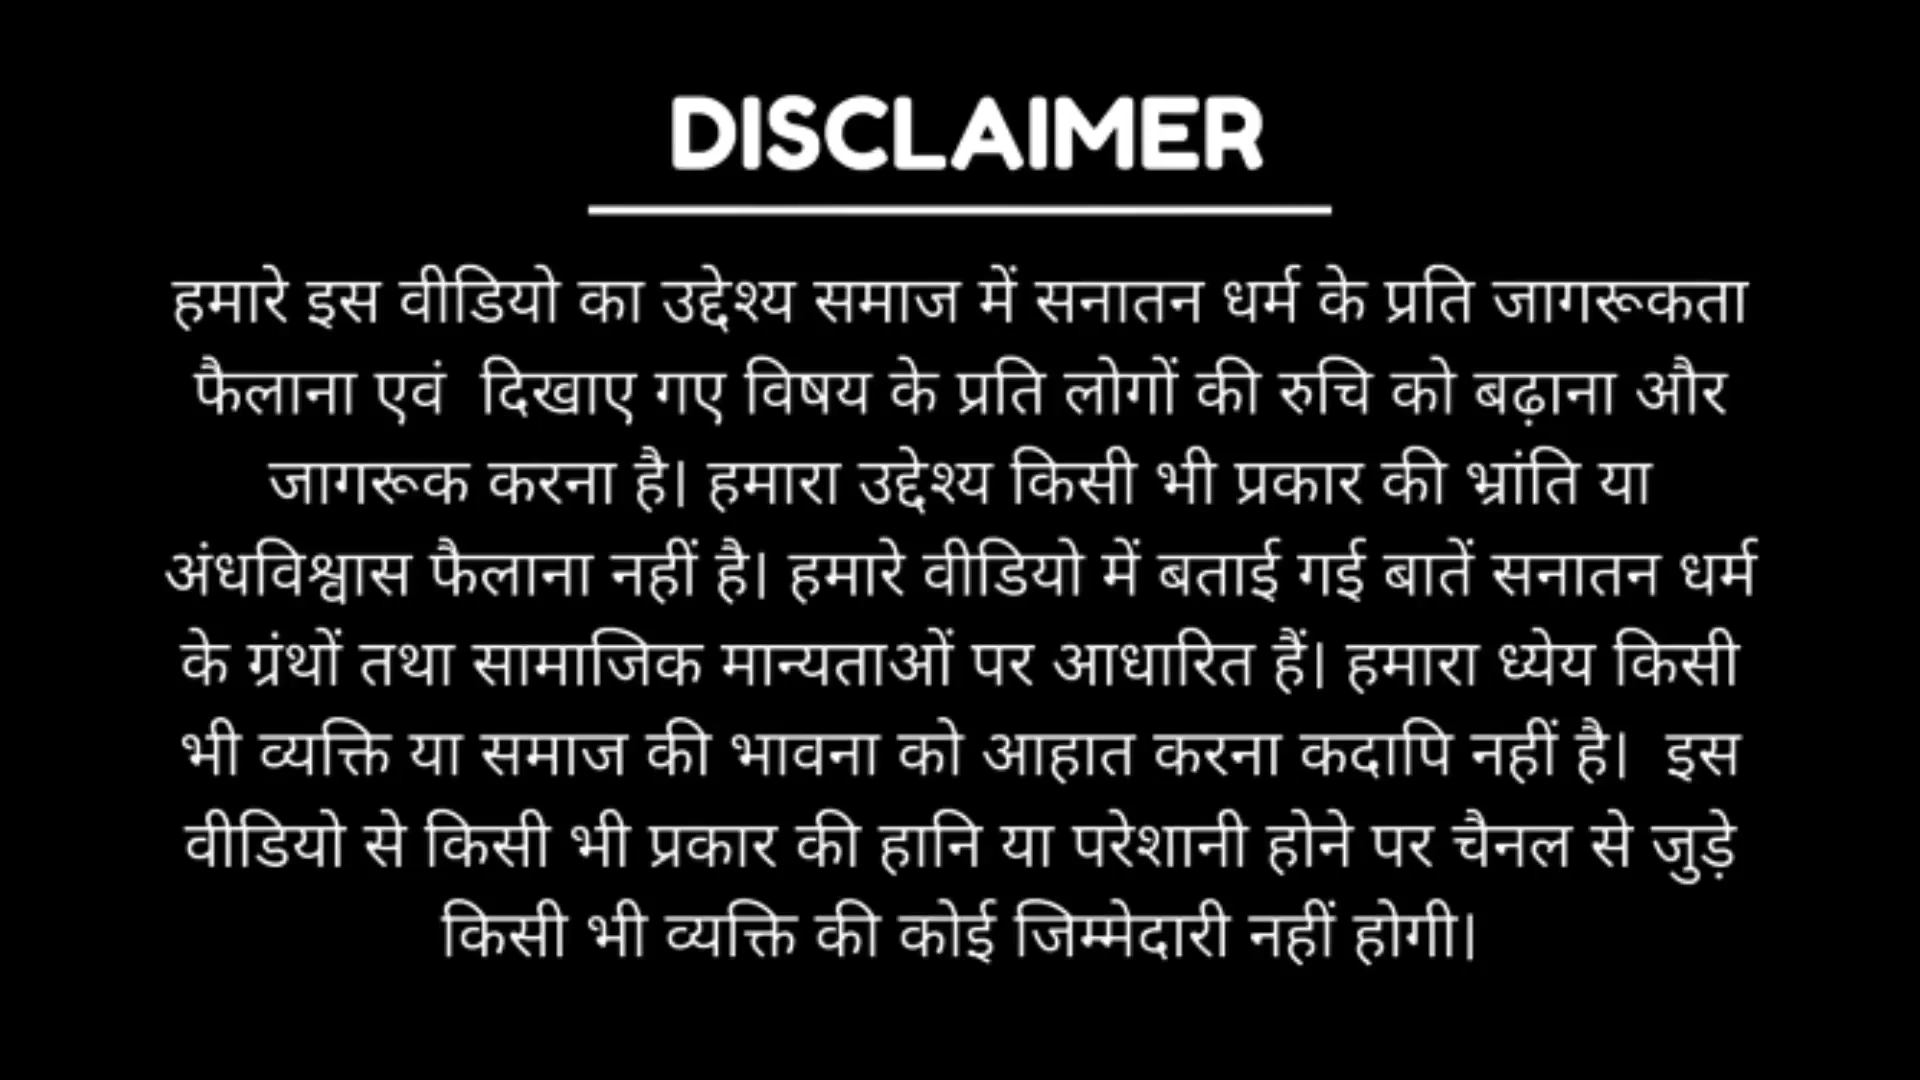 DISCLAIMER
हमारे इस वीडियो का उद्देश्य समाज में सनातन धर्म के प्रति जागरूकता
फैलाना एवं  दिखाए गए विषय के प्रति लोगों की रुचि को बढ़ाना और
जागरूक करना है। हमारा उद्देश्य किसी भी प्रकार की भ्रांति या
अंधविश्वास फैलाना नहीं है। हमारे वीडियो में बताई गई बातें सनातन धर्म
के ग्रंथों तथा सामाजिक मान्यताओं पर आधारित हैं। हमारा ध्येय किसी
भी व्यक्ति या समाज की भावना को आहात करना कदापि नहीं है।  इस
वीडियो से किसी भी प्रकार की हानि या परेशानी होने पर चैनल से जुड़े
किसी भी व्यक्ति की कोई जिम्मेदारी नहीं होगी।